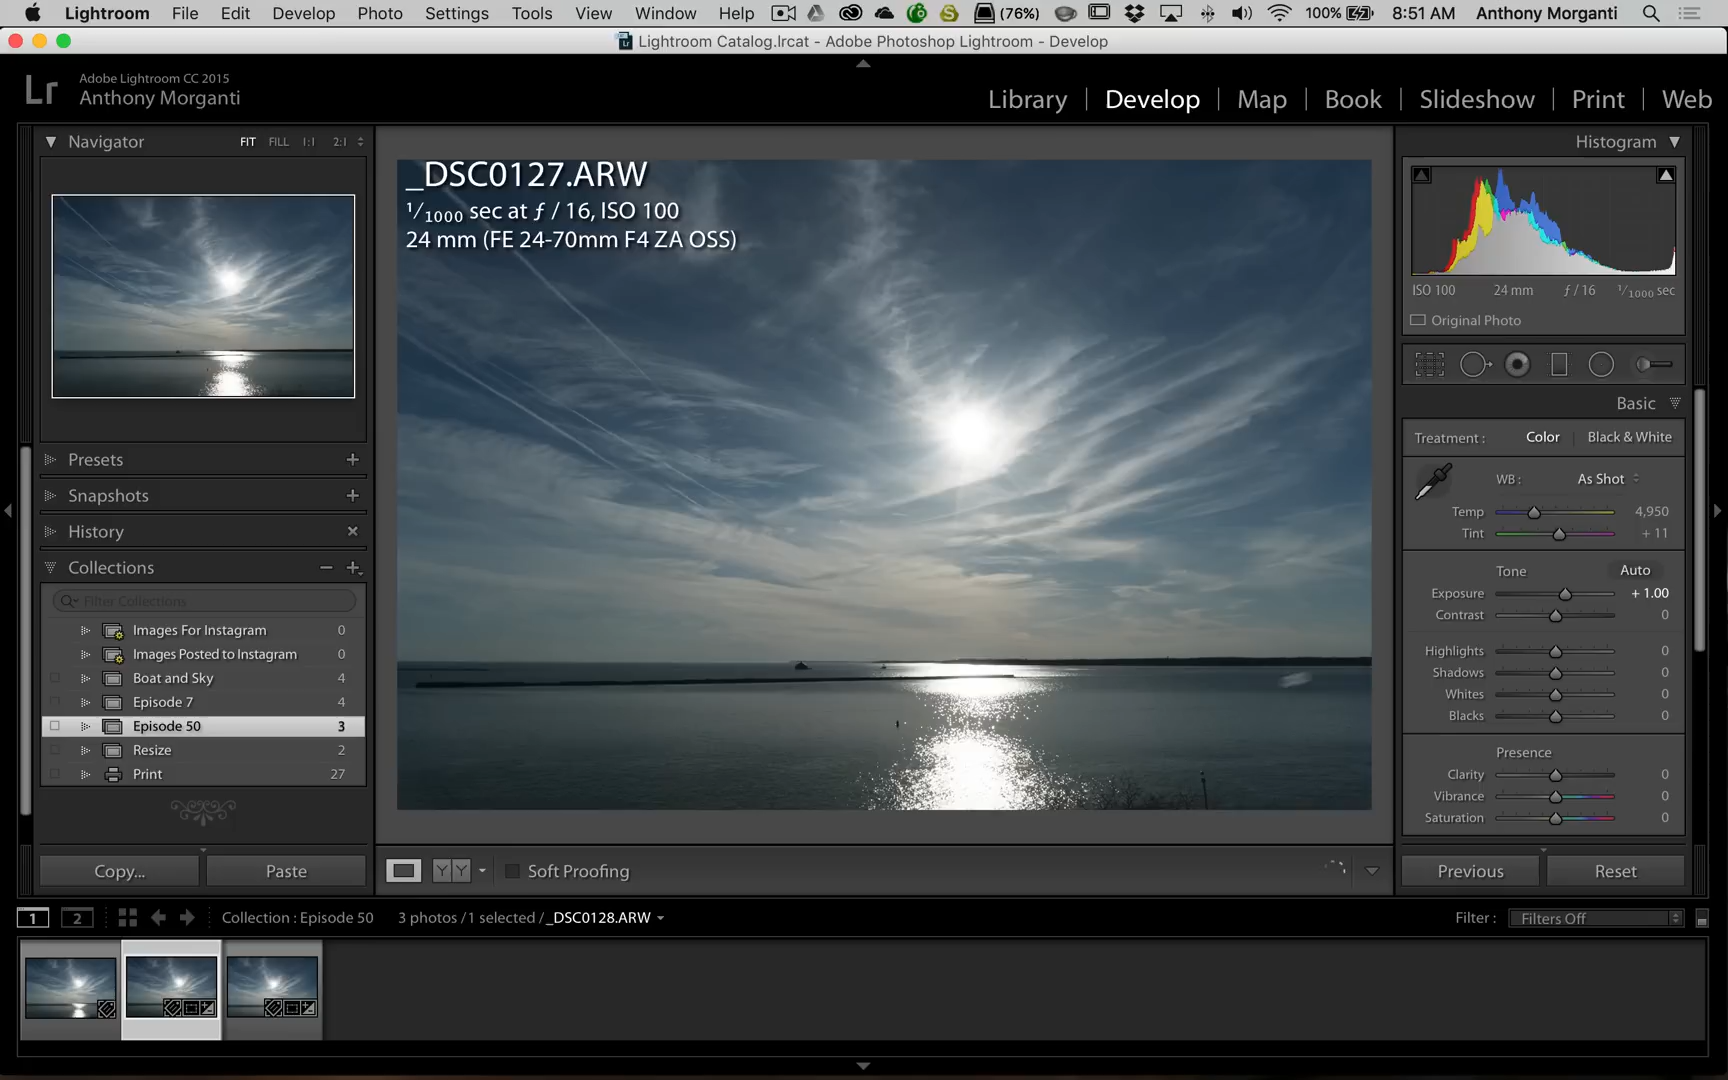 Lightroom File Edit Develop Photo Settings Tools View Window Help (76%) 100% 8:51 AM Anthony Morganti
Lightroom Catalog.lrcat - Adobe Photoshop Lightroom - Develop
Lr
Adobe Lightroom CC 2015
Anthony Morganti
Library | Develop | Map | Book | Slideshow | Print | Web
Navigator FIT FILL 1:1 2:1
Presets
Snapshots
History
Collections
Filter Collections
Images For Instagram 0
Images Posted to Instagram 0
Boat and Sky 4
Episode 7 4
Episode 50 3
Resize 2
Print 27
Copy... Paste
_DSC0127.ARW
1/1000 sec at ƒ / 16, ISO 100
24 mm (FE 24-70mm F4 ZA OSS)
Soft Proofing
Histogram
ISO 100 24 mm ƒ / 16 1/1000 sec
Original Photo
Basic
Treatment : Color | Black & White
WB : As Shot
Temp 4,950
Tint + 11
Tone Auto
Exposure + 1.00
Contrast 0
Highlights 0
Shadows 0
Whites 0
Blacks 0
Presence
Clarity 0
Vibrance 0
Saturation 0
Previous Reset
1 2 Collection : Episode 50 3 photos / 1 selected / _DSC0128.ARW Filter : Filters Off